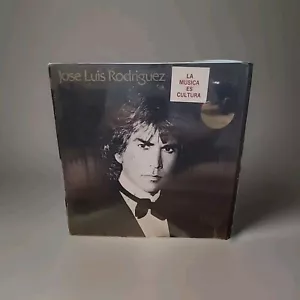 Jose Luis Rodriguez
LA
MUSICA
ES
CULTURA